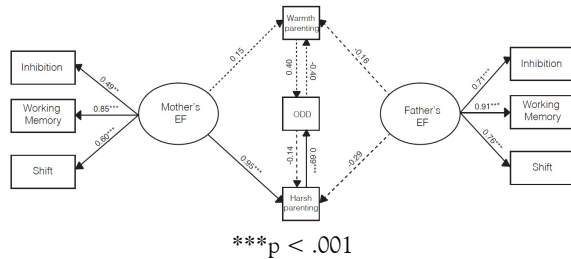 Warmth
parenting
Inhibition
Working
Memory
Shift
0.49**
0.85***
0.60***
Mother's
EF
0.15
0.95***
0.40
-0.40
ODD
-0.14
0.69***
Harsh
parenting
-0.16
-0.29
Father's
EF
0.71***
0.91***
0.76***
Inhibition
Working
Memory
Shift
***p < .001